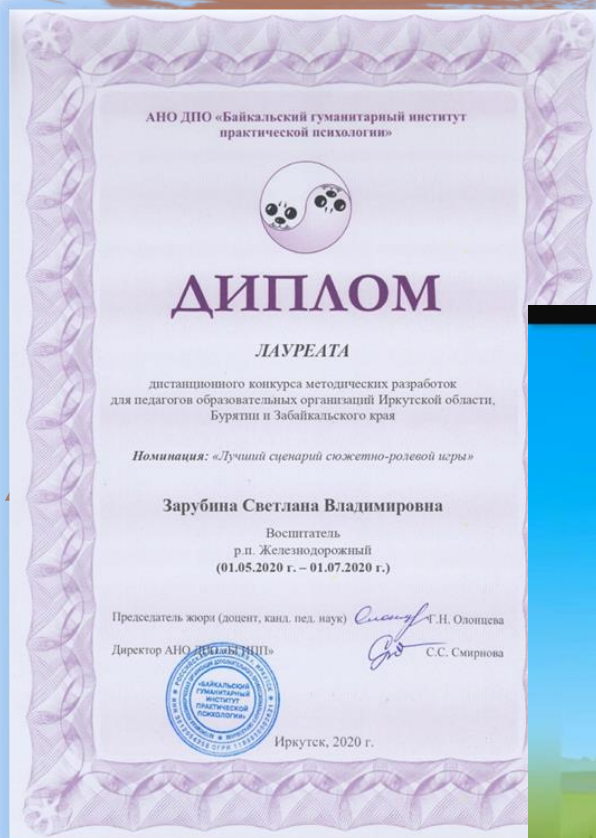 АНО ДПО «Байкальский гуманитарный институт
практической психологии»
ДИПЛОМ
ЛАУРЕАТА
дистанционного конкурса методических разработок
для педагогов образовательных организаций Иркутской области,
Бурятии и Забайкальского края
Номинация: «Лучший сценарий сюжетно-ролевой игры»
Зарубина Светлана Владимировна
Воспитатель
р.п. Железнодорожный
(01.05.2020 г. – 01.07.2020 г.)
Председатель жюри (доцент, канд. пед. наук) Г.Н. Олонцева
Директор АНО ДПО «БГИПП» С.С. Смирнова
«БАЙКАЛЬСКИЙ
ГУМАНИТАРНЫЙ
ИНСТИТУТ
ПРАКТИЧЕСКОЙ
ПСИХОЛОГИИ»
Иркутск, 2020 г.